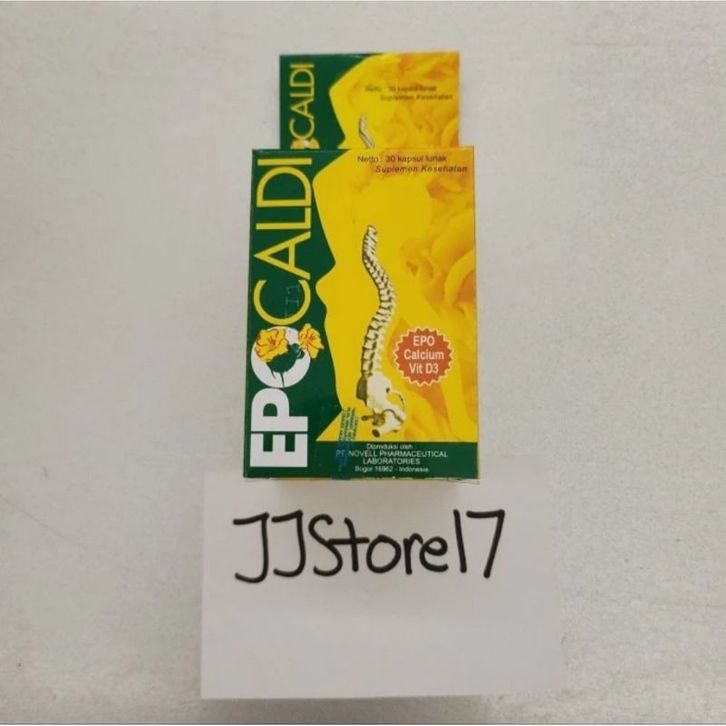 CALDI
Netto : 30 kapsul lunak
Suplemen Kesehatan
EPOCALDI
Netto : 30 kapsul lunak
Suplemen Kesehatan
EPO
Calcium
Vit D3
Diproduksi oleh :
PT NOVELL PHARMACEUTICAL
LABORATORIES
Bogor 16962 - Indonesia
JJStore17